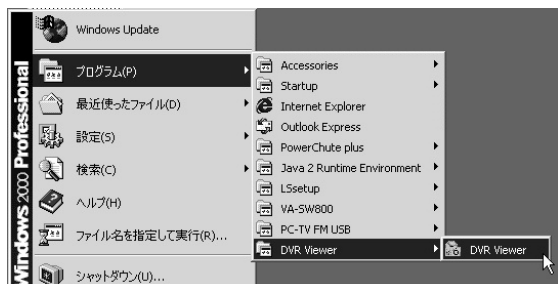 Windows 2000 Professional
Windows Update
プログラム(P)
最近使ったファイル(D)
設定(S)
検索(C)
ヘルプ(H)
ファイル名を指定して実行(R)...
シャットダウン(U)...
Accessories
Startup
Internet Explorer
Outlook Express
PowerChute plus
Java 2 Runtime Environment
LSsetup
VA-SW800
PC-TV FM USB
DVR Viewer
DVR Viewer